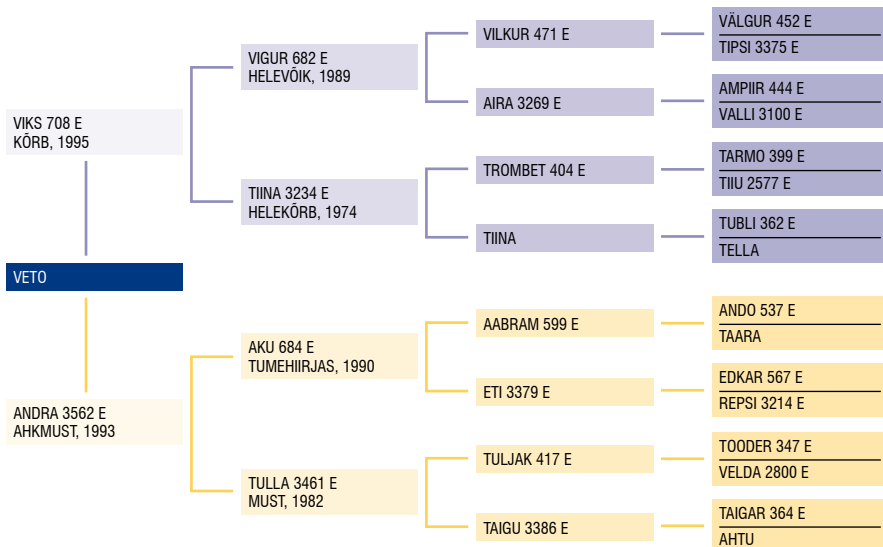 VIKS 708 E
KÕRB, 1995
VETO
ANDRA 3562 E
AHKMUST, 1993
VIGUR 682 E
HELEVÕIK, 1989
TIINA 3234 E
HELEKÕRB, 1974
AKU 684 E
TUMEHIIRJAS, 1990
TULLA 3461 E
MUST, 1982
VILKUR 471 E
AIRA 3269 E
TROMBET 404 E
TIINA
AABRAM 599 E
ETI 3379 E
TULJAK 417 E
TAIGU 3386 E
VÄLGUR 452 E
TIPSI 3375 E
AMPIIR 444 E
VALLI 3100 E
TARMO 399 E
TIIU 2577 E
TUBLI 362 E
TELLA
ANDO 537 E
TAARA
EDKAR 567 E
REPSI 3214 E
TOODER 347 E
VELDA 2800 E
TAIGAR 364 E
AHTU